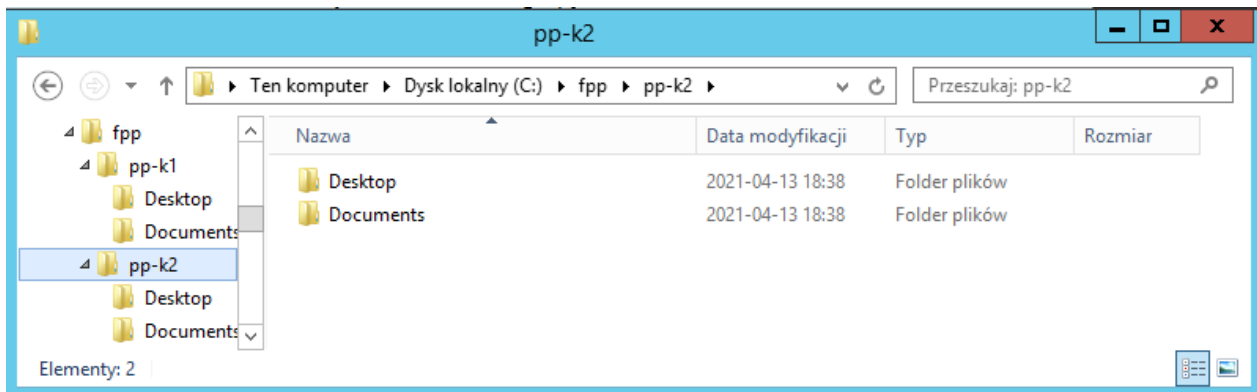 pp-k2
Ten komputer Dysk lokalny (C:) fpp pp-k2
Przeszukaj: pp-k2
fpp
pp-k1
Desktop
Documents
pp-k2
Desktop
Documents
Nazwa Data modyfikacji Typ Rozmiar
Desktop 2021-04-13 18:38 Folder plików
Documents 2021-04-13 18:38 Folder plików
Elementy: 2